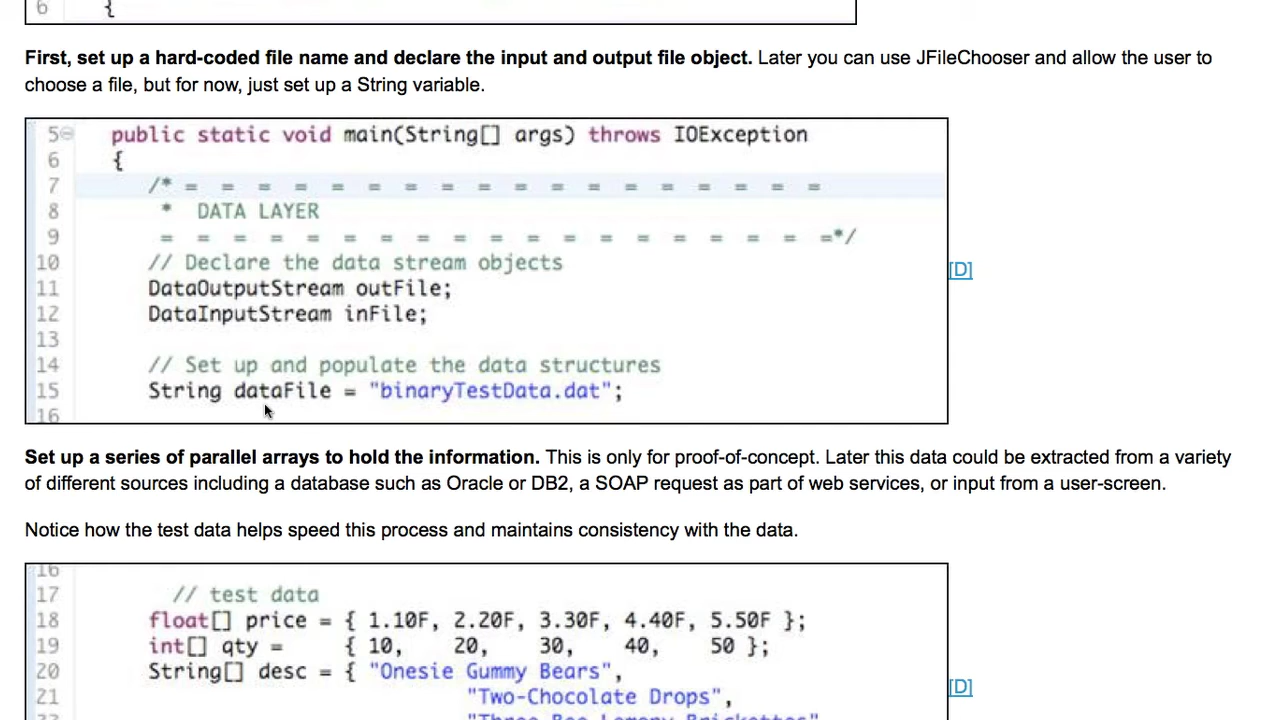 6 {
First, set up a hard-coded file name and declare the input and output file object. Later you can use JFileChooser and allow the user to
choose a file, but for now, just set up a String variable.
5 public static void main(String[] args) throws IOException
6 {
7 /* = = = = = = = = = = = = = = = = = =
8 * DATA LAYER
9 = = = = = = = = = = = = = = = = = = =*/
10 // Declare the data stream objects
11 DataOutputStream outFile;
12 DataInputStream inFile;
13
14 // Set up and populate the data structures
15 String dataFile = "binaryTestData.dat";
16
[D]
Set up a series of parallel arrays to hold the information. This is only for proof-of-concept. Later this data could be extracted from a variety
of different sources including a database such as Oracle or DB2, a SOAP request as part of web services, or input from a user-screen.
Notice how the test data helps speed this process and maintains consistency with the data.
16
17 // test data
18 float[] price = { 1.10F, 2.20F, 3.30F, 4.40F, 5.50F };
19 int[] qty = { 10, 20, 30, 40, 50 };
20 String[] desc = { "Onesie Gummy Bears",
21 "Two-Chocolate Drops",
22 "Three Bee Lemony Brickettes"
[D]